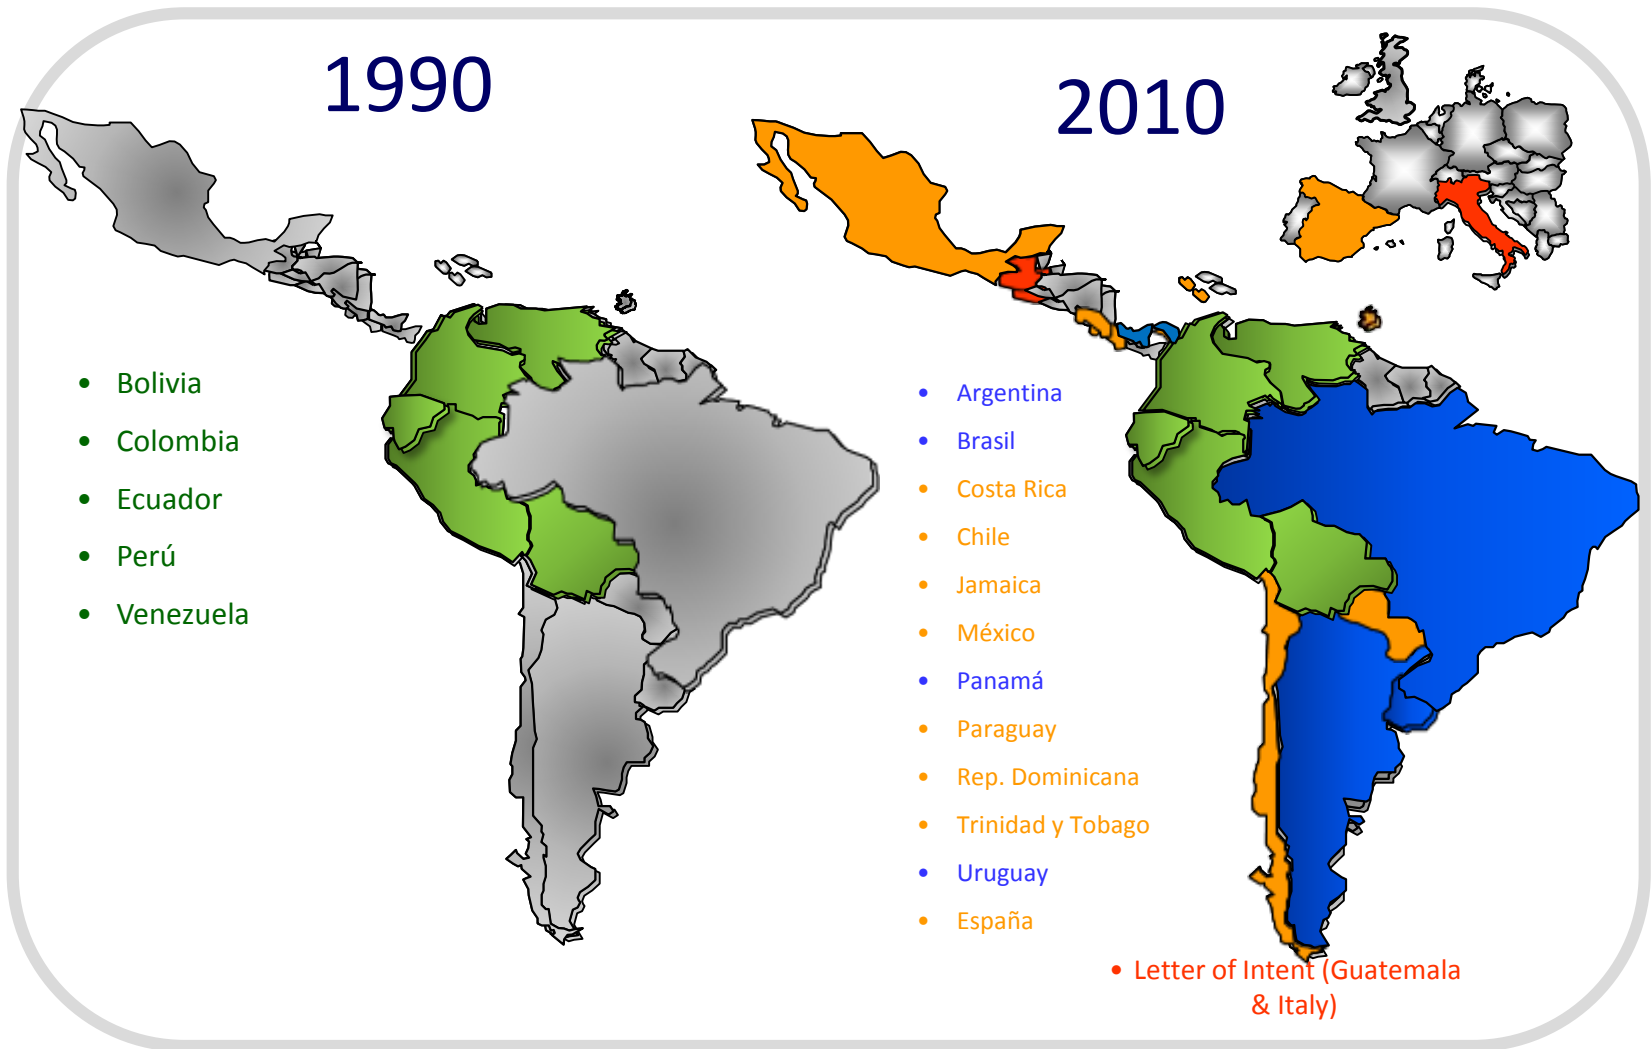 1990
2010
• Bolivia
• Colombia
• Ecuador
• Perú
• Venezuela
• Argentina
• Brasil
• Costa Rica
• Chile
• Jamaica
• México
• Panamá
• Paraguay
• Rep. Dominicana
• Trinidad y Tobago
• Uruguay
• España
• Letter of Intent (Guatemala
& Italy)